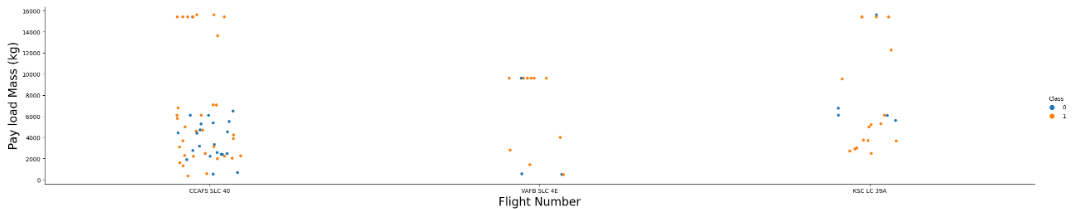 Pay load Mass (kg)
16000
14000
12000
10000
8000
6000
4000
2000
0
CCAFS SLC 40
VAFB SLC 4E
KSC LC 39A
Flight Number
Class
0
1